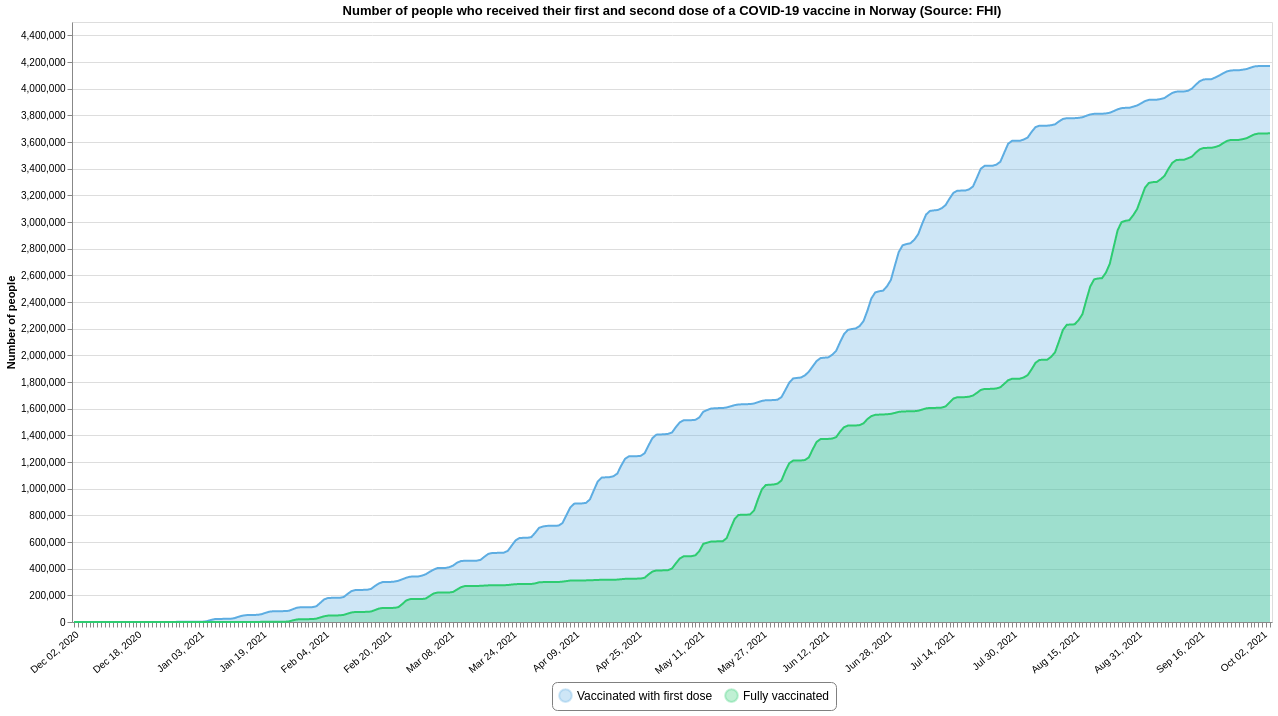 Number of people who received their first and second dose of a COVID-19 vaccine in Norway (Source: FHI)
Number of people
4,400,000
4,200,000
4,000,000
3,800,000
3,600,000
3,400,000
3,200,000
3,000,000
2,800,000
2,600,000
2,400,000
2,200,000
2,000,000
1,800,000
1,600,000
1,400,000
1,200,000
1,000,000
800,000
600,000
400,000
200,000
0
Dec 02, 2020
Dec 18, 2020
Jan 03, 2021
Jan 19, 2021
Feb 04, 2021
Feb 20, 2021
Mar 08, 2021
Mar 24, 2021
Apr 09, 2021
Apr 25, 2021
May 11, 2021
May 27, 2021
Jun 12, 2021
Jun 28, 2021
Jul 14, 2021
Jul 30, 2021
Aug 15, 2021
Aug 31, 2021
Sep 16, 2021
Oct 02, 2021
Vaccinated with first dose
Fully vaccinated